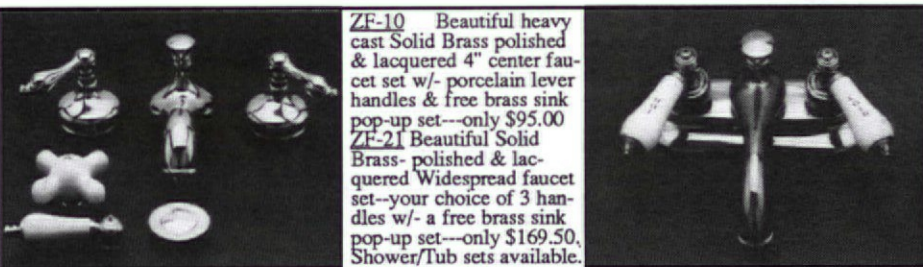 ZF-10 Beautiful heavy
cast Solid Brass polished
& lacquered 4" center fau-
cet set w/- porcelain lever
handles & free brass sink
pop-up set---only $95.00
ZF-21 Beautiful Solid
Brass- polished & lac-
quered Widespread faucet
set--your choice of 3 han-
dles w/- a free brass sink
pop-up set---only $169.50,
Shower/Tub sets available.